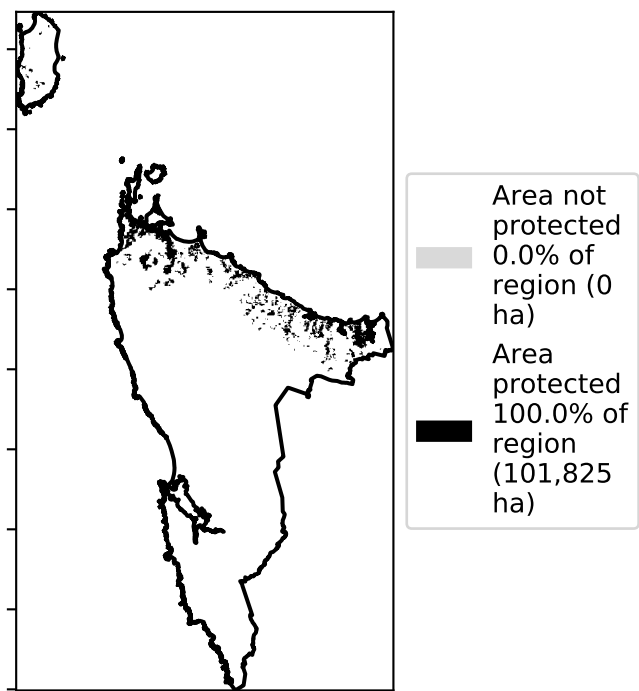 Area not
protected
0.0% of
region (0
ha)
Area
protected
100.0% of
region
(101,825
ha)